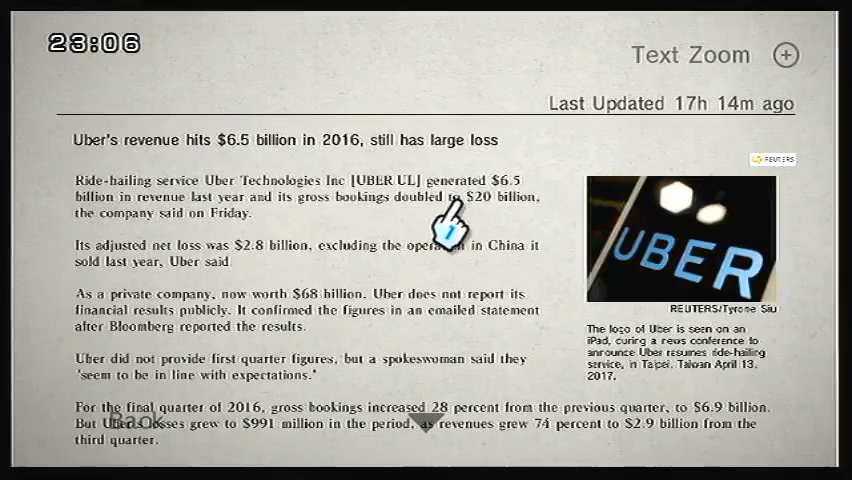 23:06
Text Zoom
Last Updated 17h 14m ago
Uber's revenue hits $6.5 billion in 2016, still has large loss
REUTERS
Ride-hailing service Uber Technologies Inc [UBER UL] generated $6.5
billion in revenue last year and its gross bookings doubled to $20 billion,
the company said on Friday.
Its adjusted net loss was $2.8 billion, excluding the operation in China it
sold last year, Uber said.
As a private company, now worth $68 billion, Uber does not report its
financial results publicly. It confirmed the figures in an emailed statement
after Bloomberg reported the results.
Uber did not provide first quarter figures, but a spokeswoman said they
"seem to be in line with expectations."
UBER
REUTERS/Tyrone Siu
The logo of Uber is seen on an
iPad, during a news conference to
announce Uber resumes ride-hailing
service, in Taipei, Taiwan April 13,
2017.
For the final quarter of 2016, gross bookings increased 28 percent from the previous quarter, to $6.9 billion.
But Uber's losses grew to $991 million in the period, as revenues grew 74 percent to $2.9 billion from the
third quarter.
Back
1